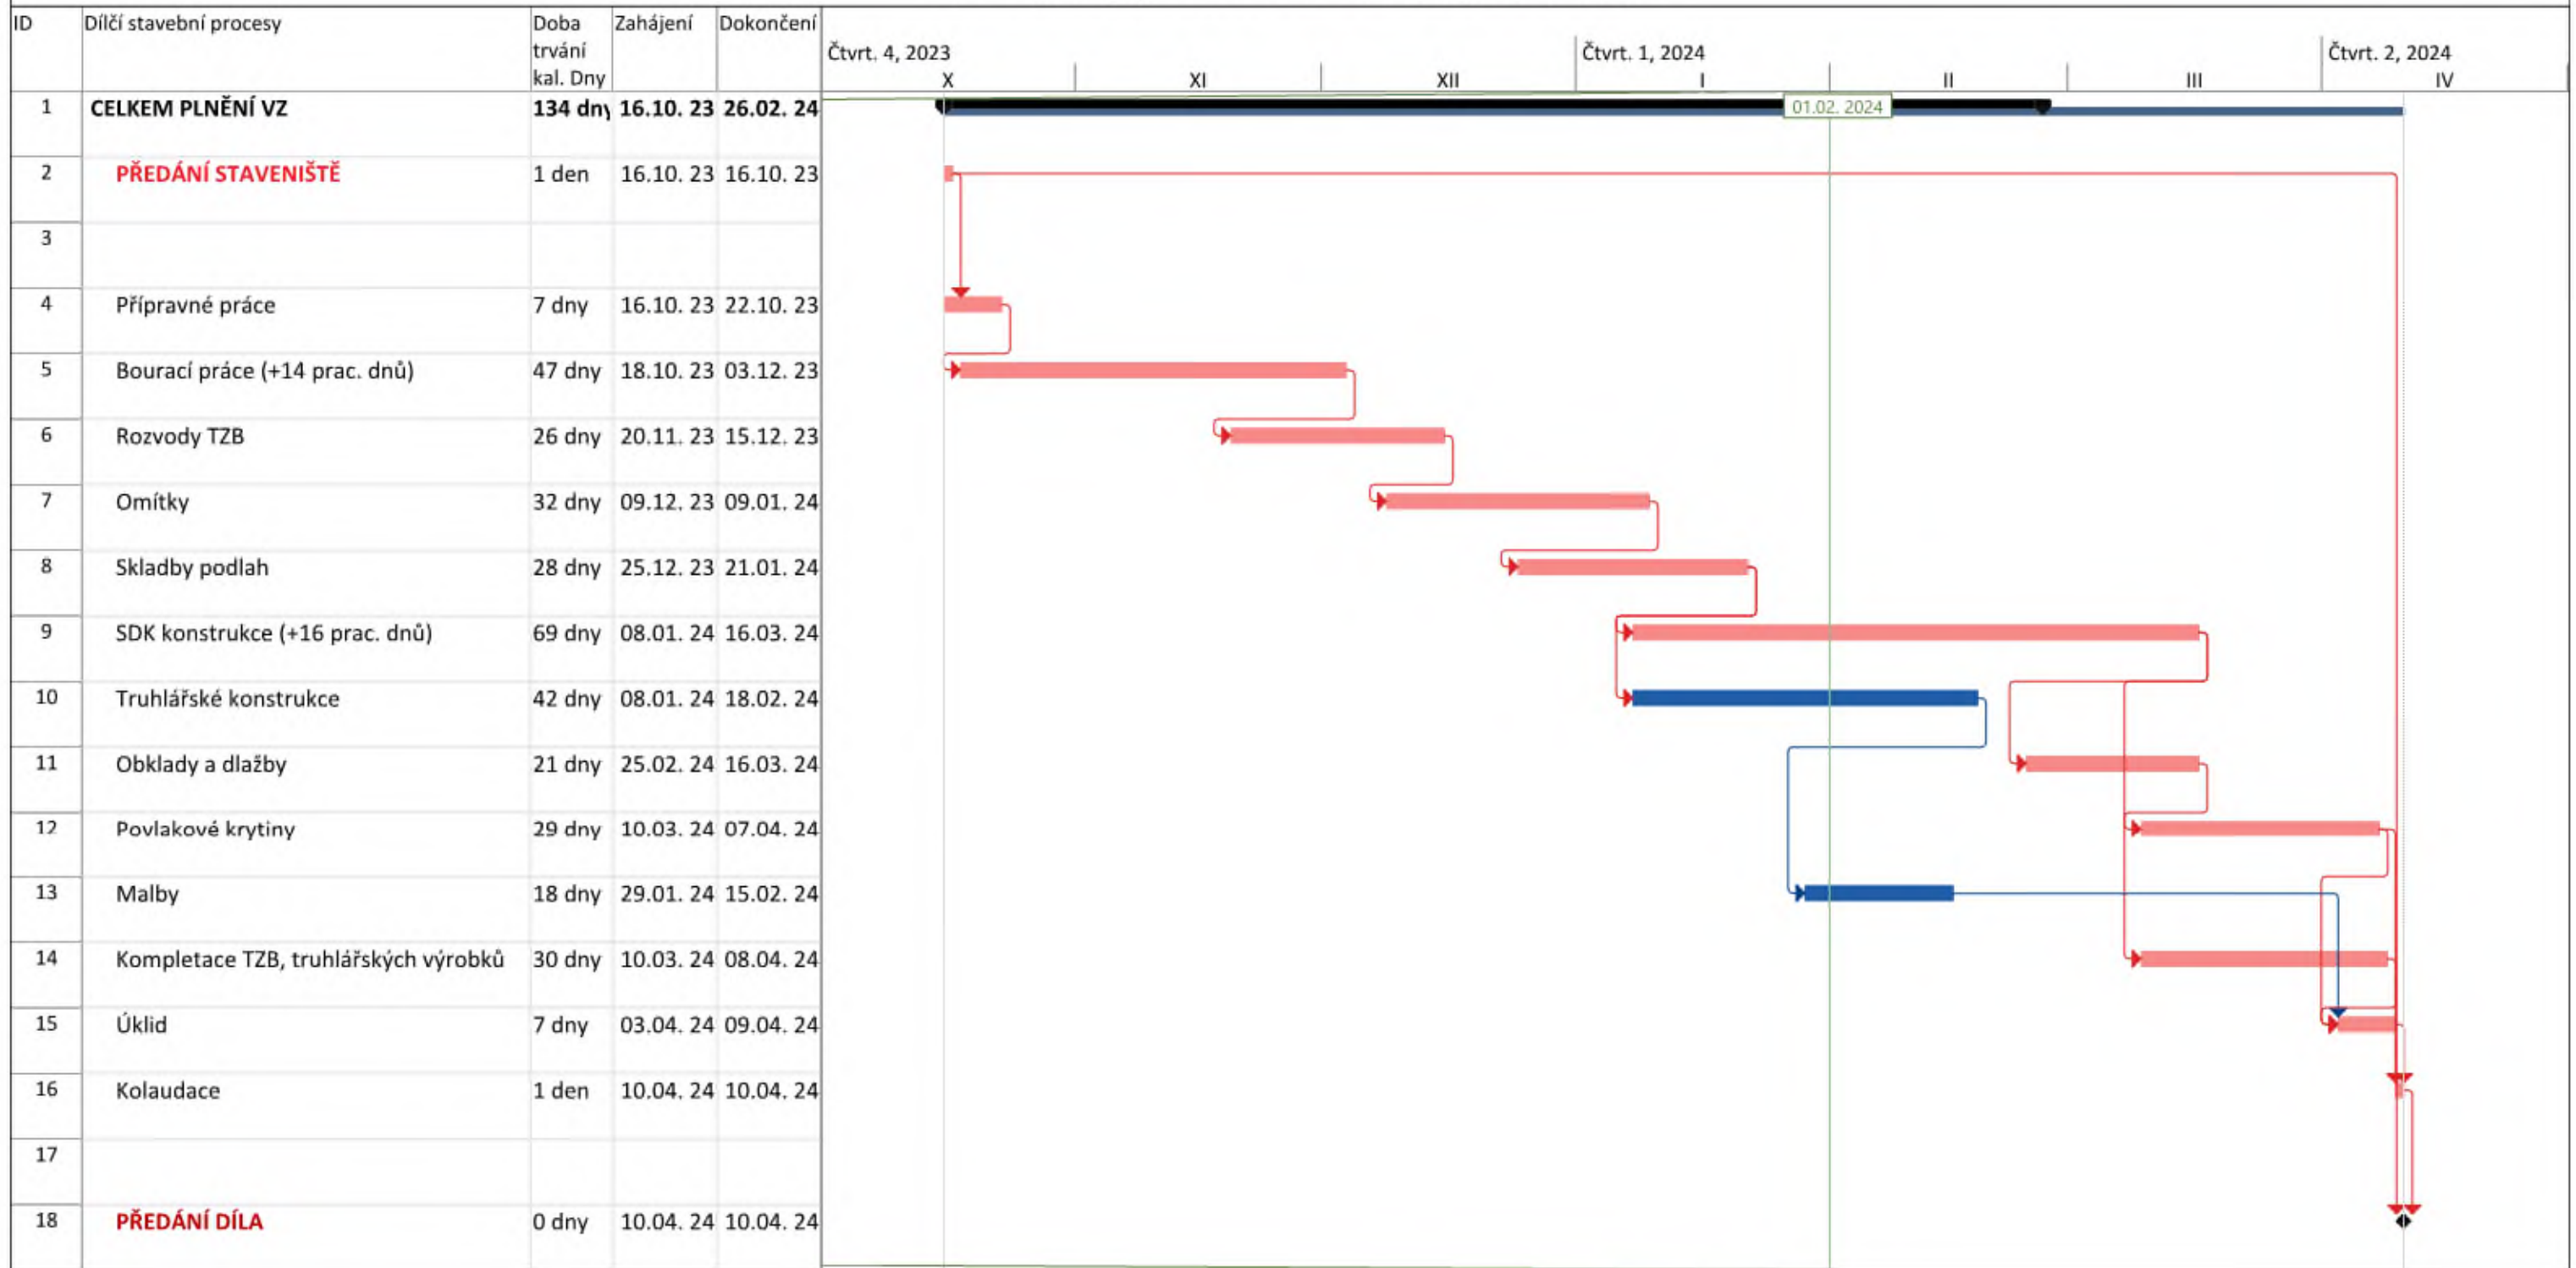 ID Dílčí stavební procesy Doba trvání kal. Dny Zahájení Dokončení
Čtvrt. 4, 2023 Čtvrt. 1, 2024 Čtvrt. 2, 2024
X XI XII I II III IV
1 CELKEM PLNĚNÍ VZ 134 dny 16.10. 23 26.02. 24
01.02. 2024
2 PŘEDÁNÍ STAVENIŠTĚ 1 den 16.10. 23 16.10. 23
3
4 Přípravné práce 7 dny 16.10. 23 22.10. 23
5 Bourací práce (+14 prac. dnů) 47 dny 18.10. 23 03.12. 23
6 Rozvody TZB 26 dny 20.11. 23 15.12. 23
7 Omítky 32 dny 09.12. 23 09.01. 24
8 Skladby podlah 28 dny 25.12. 23 21.01. 24
9 SDK konstrukce (+16 prac. dnů) 69 dny 08.01. 24 16.03. 24
10 Truhlářské konstrukce 42 dny 08.01. 24 18.02. 24
11 Obklady a dlažby 21 dny 25.02. 24 16.03. 24
12 Povlakové krytiny 29 dny 10.03. 24 07.04. 24
13 Malby 18 dny 29.01. 24 15.02. 24
14 Kompletace TZB, truhlářských výrobků 30 dny 10.03. 24 08.04. 24
15 Úklid 7 dny 03.04. 24 09.04. 24
16 Kolaudace 1 den 10.04. 24 10.04. 24
17
18 PŘEDÁNÍ DÍLA 0 dny 10.04. 24 10.04. 24